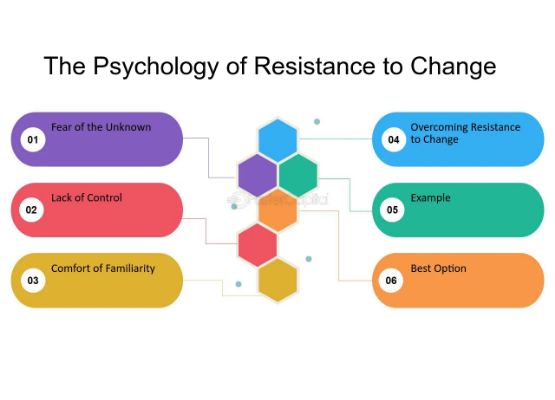 The Psychology of Resistance to Change
01
Fear of the Unknown
02
Lack of Control
03
Comfort of Familiarity
04
Overcoming Resistance
to Change
05
Example
06
Best Option